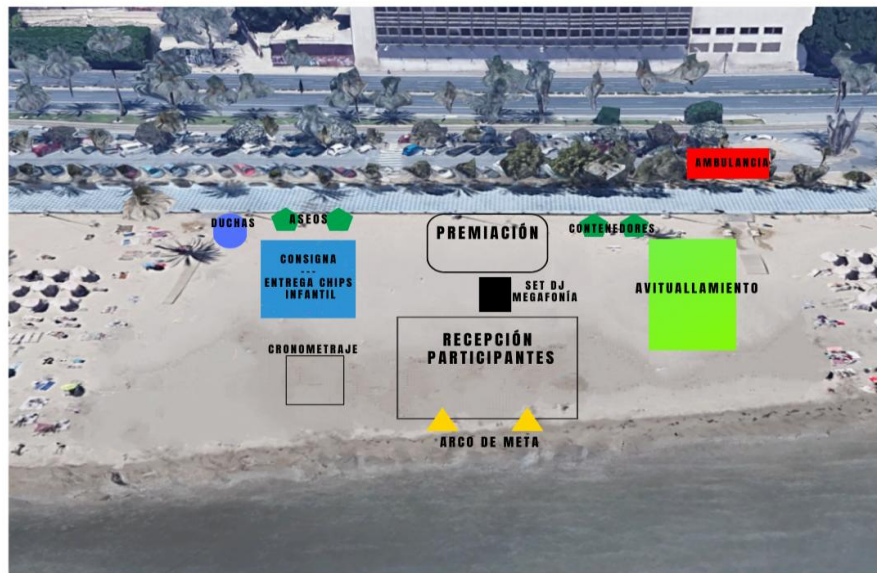 AMBULANCIA
DUCHAS
ASEOS
PREMIACIÓN
CONTENEDORES
CONSIGNA
---
ENTREGA CHIPS
INFANTIL
SET DJ
MEGAFONÍA
AVITUALLAMIENTO
RECEPCIÓN
PARTICIPANTES
CRONOMETRAJE
ARCO DE META